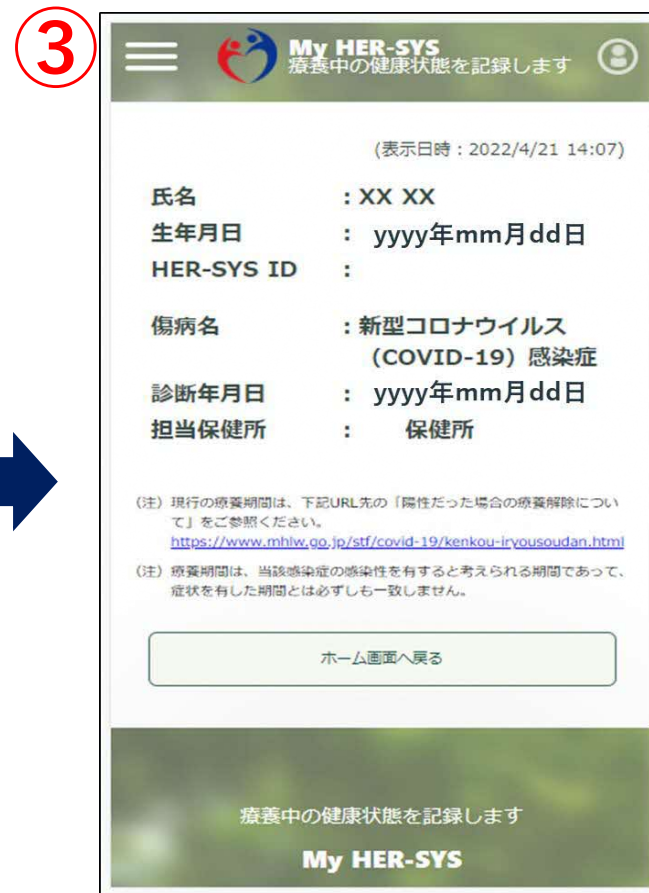 ③
My HER-SYS
療養中の健康状態を記録します
(表示日時：2022/4/21 14:07)
氏名 ：XX XX
生年月日 ： yyyy年mm月dd日
HER-SYS ID ：
傷病名 ：新型コロナウイルス
（COVID-19）感染症
診断年月日 ： yyyy年mm月dd日
担当保健所 ： 保健所
（注）現行の療養期間は、下記URL先の「陽性だった場合の療養解除につい
て」をご参照ください。
https://www.mhlw.go.jp/stf/covid-19/kenkou-iryousoudan.html
（注）療養期間は、当該感染症の感染性を有すると考えられる期間であって、
症状を有した期間とは必ずしも一致しません。
ホーム画面へ戻る
療養中の健康状態を記録します
My HER-SYS